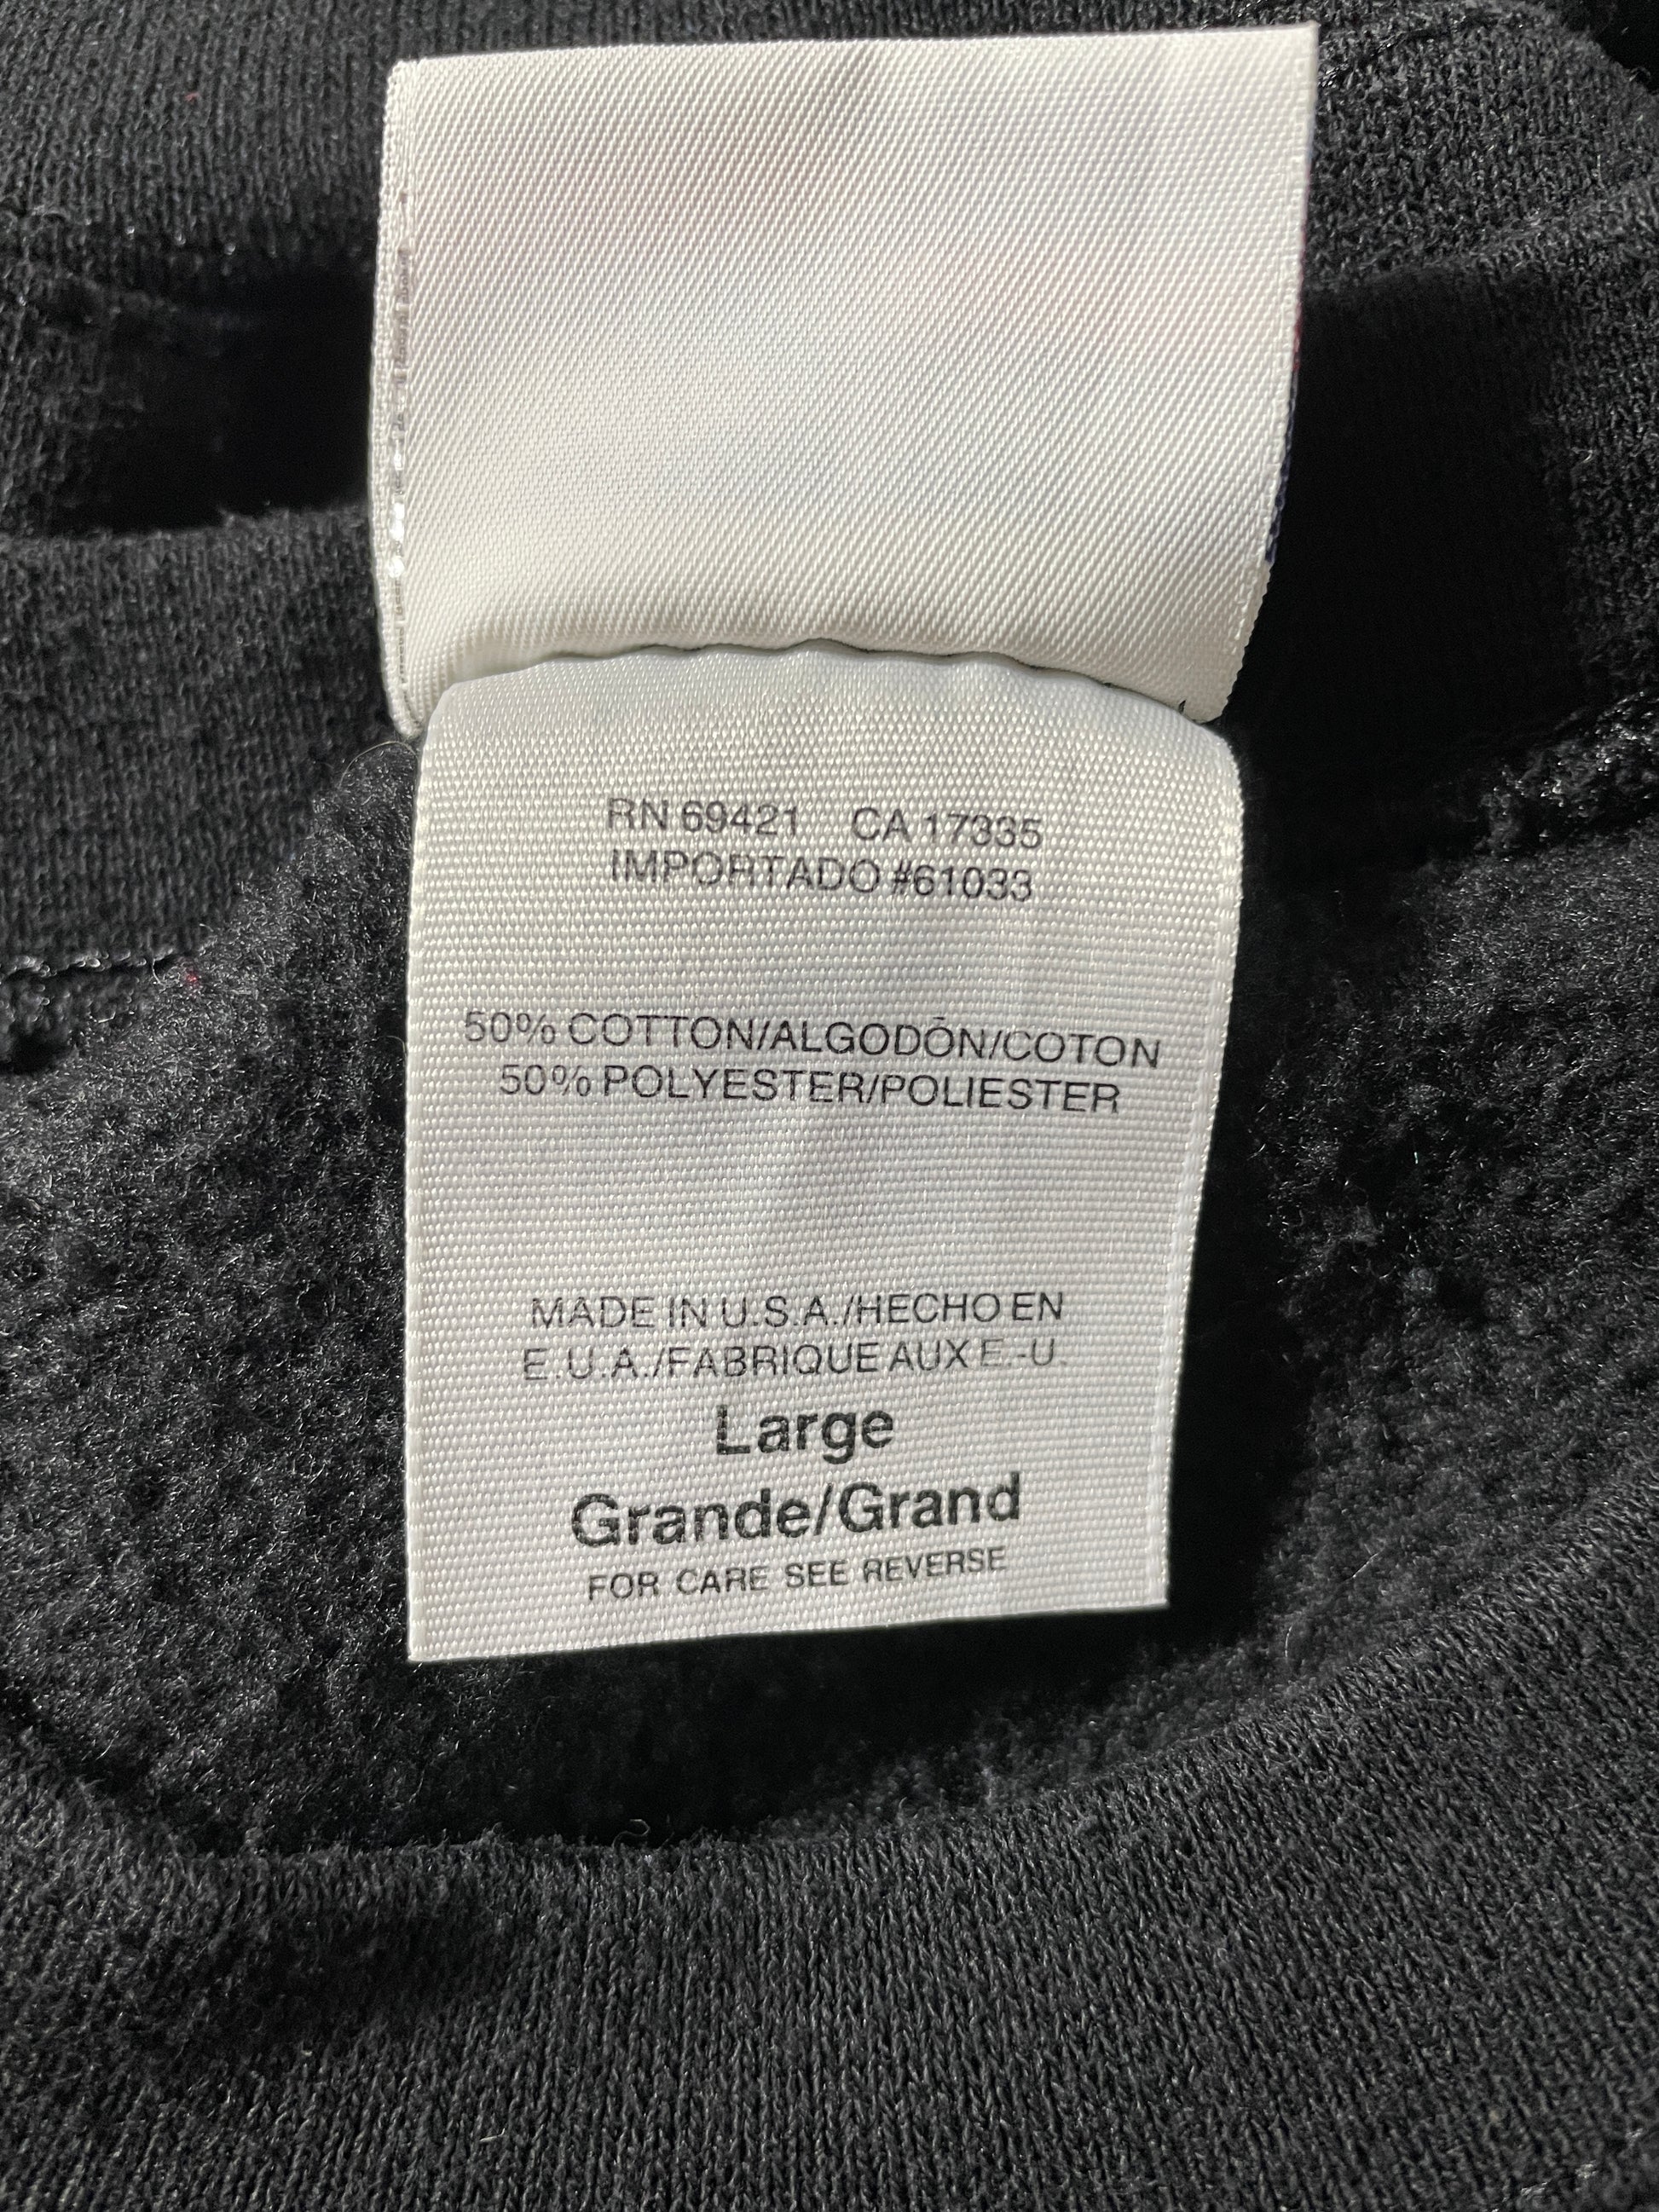 RN 69421 CA 17335
IMPORTADO #61033
50% COTTON/ALGODÓN/COTON
50% POLYESTER/POLIESTER
MADE IN U.S.A./HECHO EN
E.U.A./FABRIQUE AUX E.-U.
Large
Grande/Grand
FOR CARE SEE REVERSE